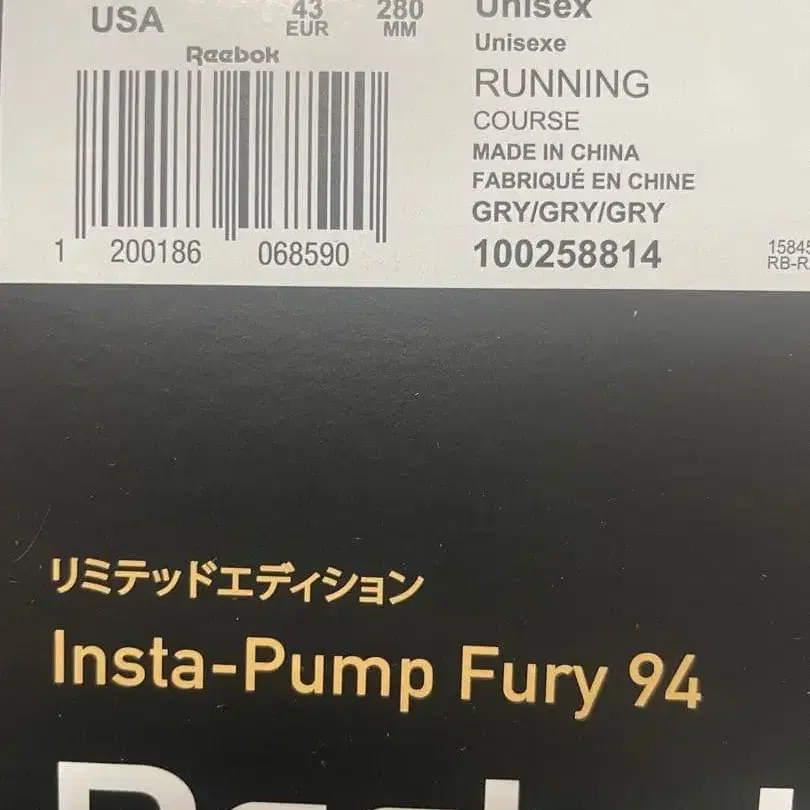 USA
43
EUR
280
MM
Unisex
Unisexe
Reebok
RUNNING
COURSE
MADE IN CHINA
FABRIQUÉ EN CHINE
GRY/GRY/GRY
1 200186 068590
100258814
1584
RB-R
リミテッドエディション
Insta-Pump Fury 94